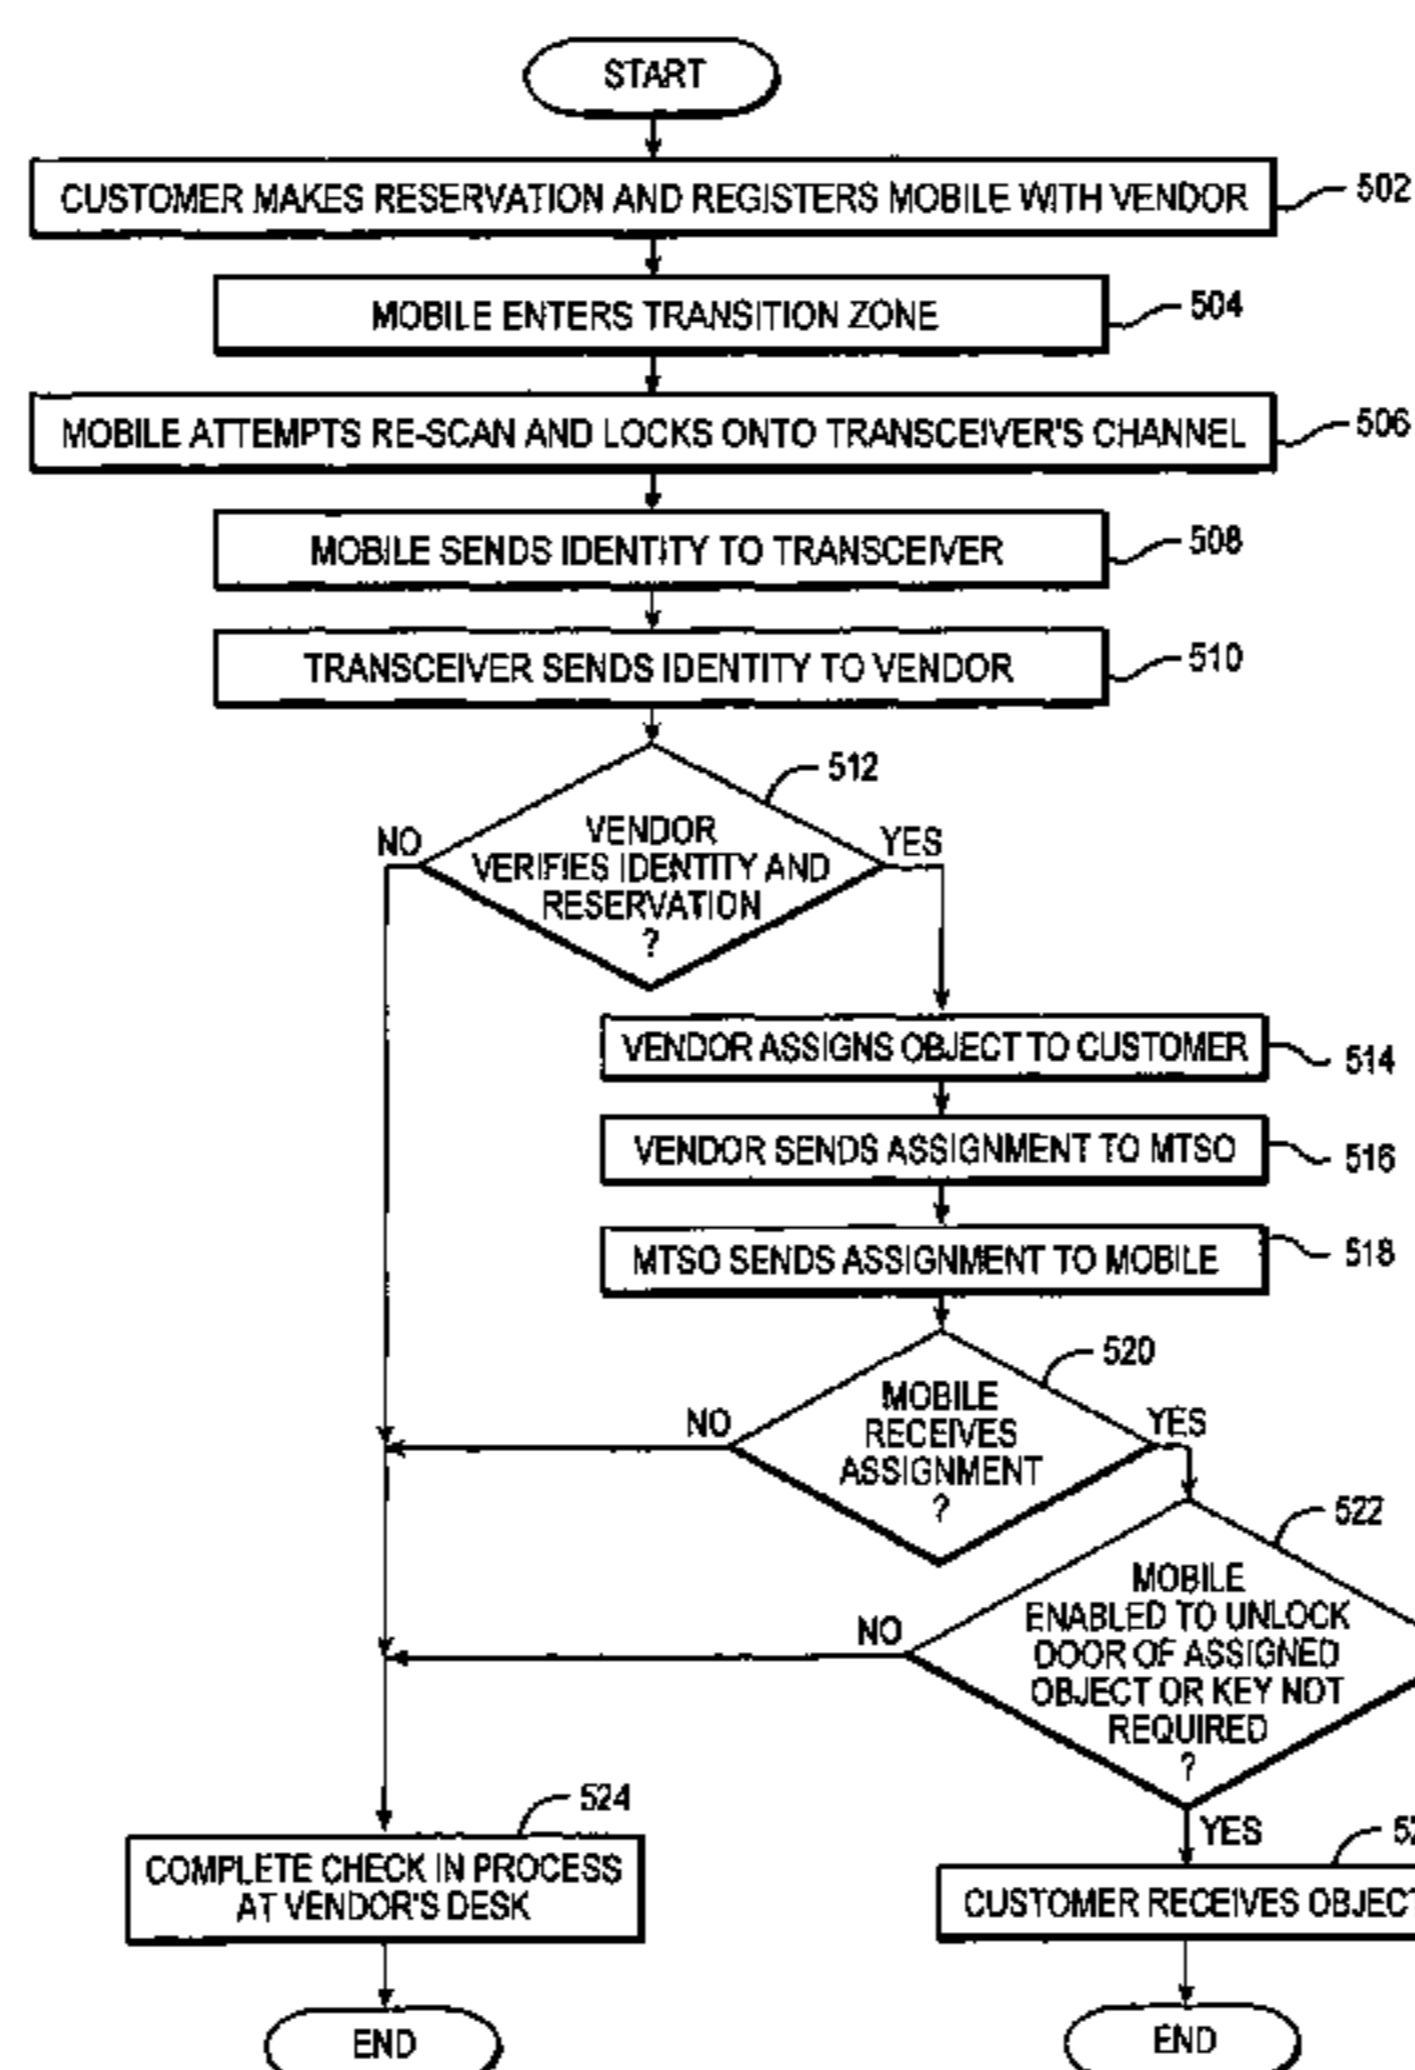 START
CUSTOMER MAKES RESERVATION AND REGISTERS MOBILE WITH VENDOR
502
MOBILE ENTERS TRANSITION ZONE
504
MOBILE ATTEMPTS RE-SCAN AND LOCKS ONTO TRANSCEIVER'S CHANNEL
506
MOBILE SENDS IDENTITY TO TRANSCEIVER
508
TRANSCEIVER SENDS IDENTITY TO VENDOR
510
512
NO
YES
VENDOR
VERIFIES IDENTITY AND
RESERVATION
?
VENDOR ASSIGNS OBJECT TO CUSTOMER
514
VENDOR SENDS ASSIGNMENT TO MTSO
516
MTSO SENDS ASSIGNMENT TO MOBILE
518
520
NO
YES
MOBILE
RECEIVES
ASSIGNMENT
?
522
NO
MOBILE
ENABLED TO UNLOCK
DOOR OF ASSIGNED
OBJECT OR KEY NOT
REQUIRED
?
YES
524
COMPLETE CHECK IN PROCESS
AT VENDOR'S DESK
CUSTOMER RECEIVES OBJECT
END
END